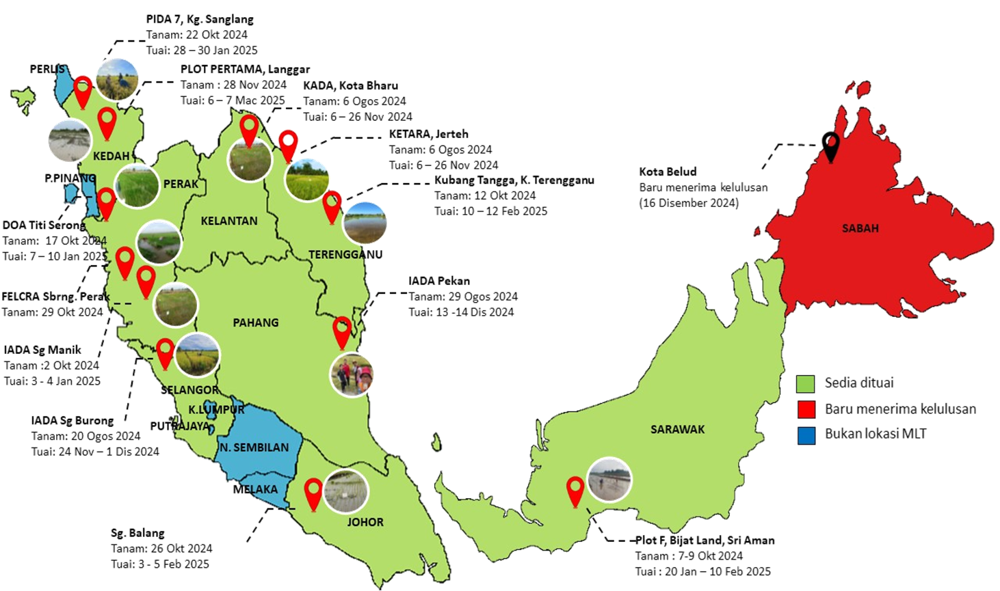 PIDA 7, Kg. Sanglang
Tanam: 22 Okt 2024
Tuai: 28 – 30 Jan 2025
PERLIS
PLOT PERTAMA, Langgar
Tanam : 28 Nov 2024
Tuai: 6 – 7 Mac 2025
KADA, Kota Bharu
Tanam: 6 Ogos 2024
Tuai: 6 – 26 Nov 2024
KETARA, Jerteh
Tanam: 6 Ogos 2024
Tuai: 6 – 26 Nov 2024
Kubang Tangga, K. Terengganu
Tanam: 12 Okt 2024
Tuai: 10 – 12 Feb 2025
KEDAH
P.PINANG
PERAK
KELANTAN
TERENGGANU
DOA Titi Serong
Tanam: 17 Okt 2024
Tuai: 7 – 10 Jan 2025
FELCRA Sbrng. Perak
Tanam: 29 Okt 2024
IADA Pekan
Tanam: 29 Ogos 2024
Tuai: 13 -14 Dis 2024
PAHANG
IADA Sg Manik
Tanam :2 Okt 2024
Tuai: 3 - 4 Jan 2025
SELANGOR
K.LUMPUR
PUTRAJAYA
IADA Sg Burong
Tanam: 20 Ogos 2024
Tuai: 24 Nov – 1 Dis 2024
N. SEMBILAN
MELAKA
JOHOR
Sg. Balang
Tanam: 26 Okt 2024
Tuai: 3 - 5 Feb 2025
Kota Belud
Baru menerima kelulusan
(16 Disember 2024)
SABAH
SARAWAK
Plot F, Bijat Land, Sri Aman
Tanam : 7-9 Okt 2024
Tuai : 20 Jan – 10 Feb 2025
Sedia dituai
Baru menerima kelulusan
Bukan lokasi MLT